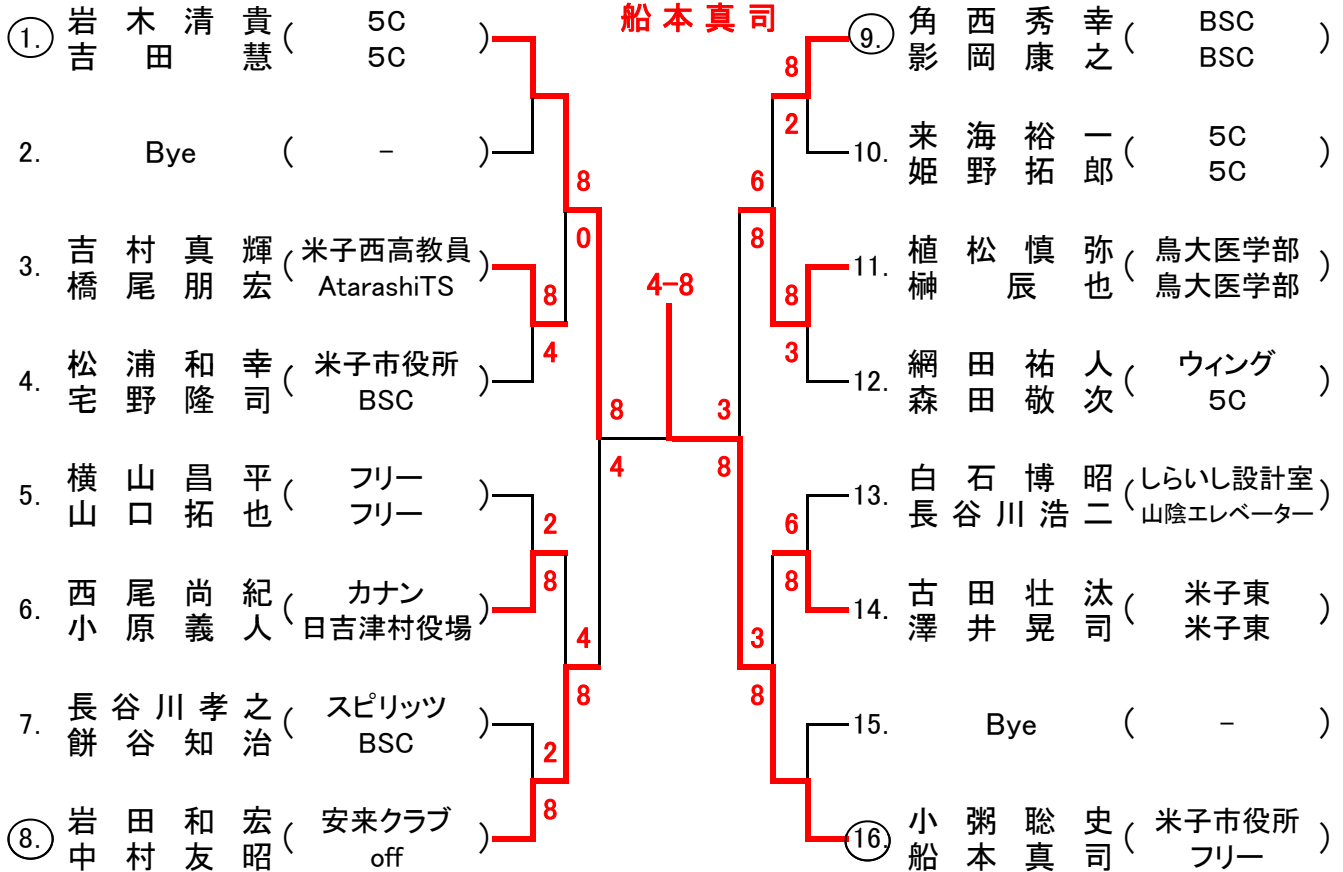 船本真司
1. 岩木清貴 ( 5C )
吉田慧 5C
2. Bye ( - )
3. 吉村真輝 ( 米子西高教員 )
橋尾朋宏 AtarashiTS
4. 松浦和幸 ( 米子市役所 )
宅野隆司 BSC
5. 横山昌平 ( フリー )
山口拓也 フリー
6. 西尾尚紀 ( カナン )
小原義人 日吉津村役場
7. 長谷川孝之 ( スピリッツ )
餅谷知治 BSC
8. 岩田和宏 ( 安来クラブ )
中村友昭 off
8
4
2
8
2
8
8
0
4
8
8
4
4-8
3
8
6
8
3
8
8
2
8
3
6
8
9. 角西秀幸 ( BSC )
影岡康之 BSC
10. 来海裕一 ( 5C )
姫野拓郎 5C
11. 植松慎弥 ( 鳥大医学部 )
榊辰也 鳥大医学部
12. 網田祐人 ( ウィング )
森田敬次 5C
13. 白石博昭 ( しらいし設計室 )
長谷川浩二 山陰エレベーター
14. 古田壮汰 ( 米子東 )
澤井晃司 米子東
15. Bye ( - )
16. 小粥聡史 ( 米子市役所 )
船本真司 フリー